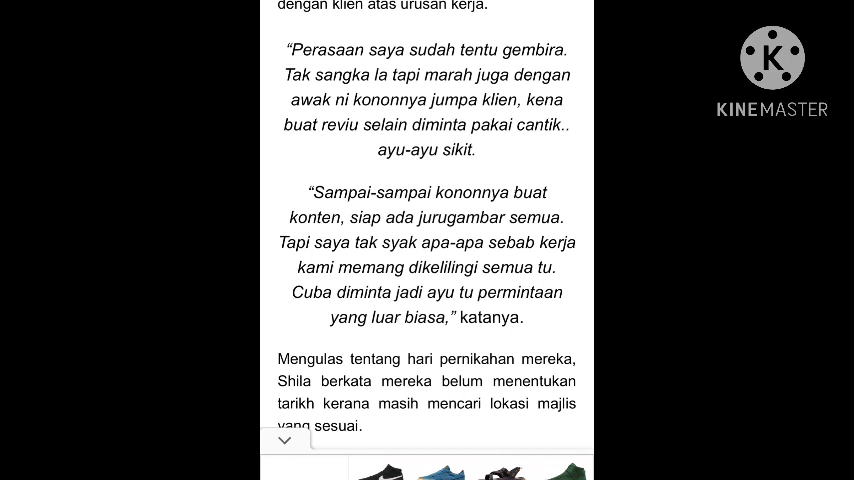 dengan klien atas urusan kerja.
“Perasaan saya sudah tentu gembira.
Tak sangka la tapi marah juga dengan
awak ni kononnya jumpa klien, kena
buat reviu selain diminta pakai cantik..
ayu-ayu sikit.
“Sampai-sampai kononnya buat
konten, siap ada jurugambar semua.
Tapi saya tak syak apa-apa sebab kerja
kami memang dikelilingi semua tu.
Cuba diminta jadi ayu tu permintaan
yang luar biasa,” katanya.
Mengulas tentang hari pernikahan mereka,
Shila berkata mereka belum menentukan
tarikh kerana masih mencari lokasi majlis
yang sesuai.
K
KINEMASTER